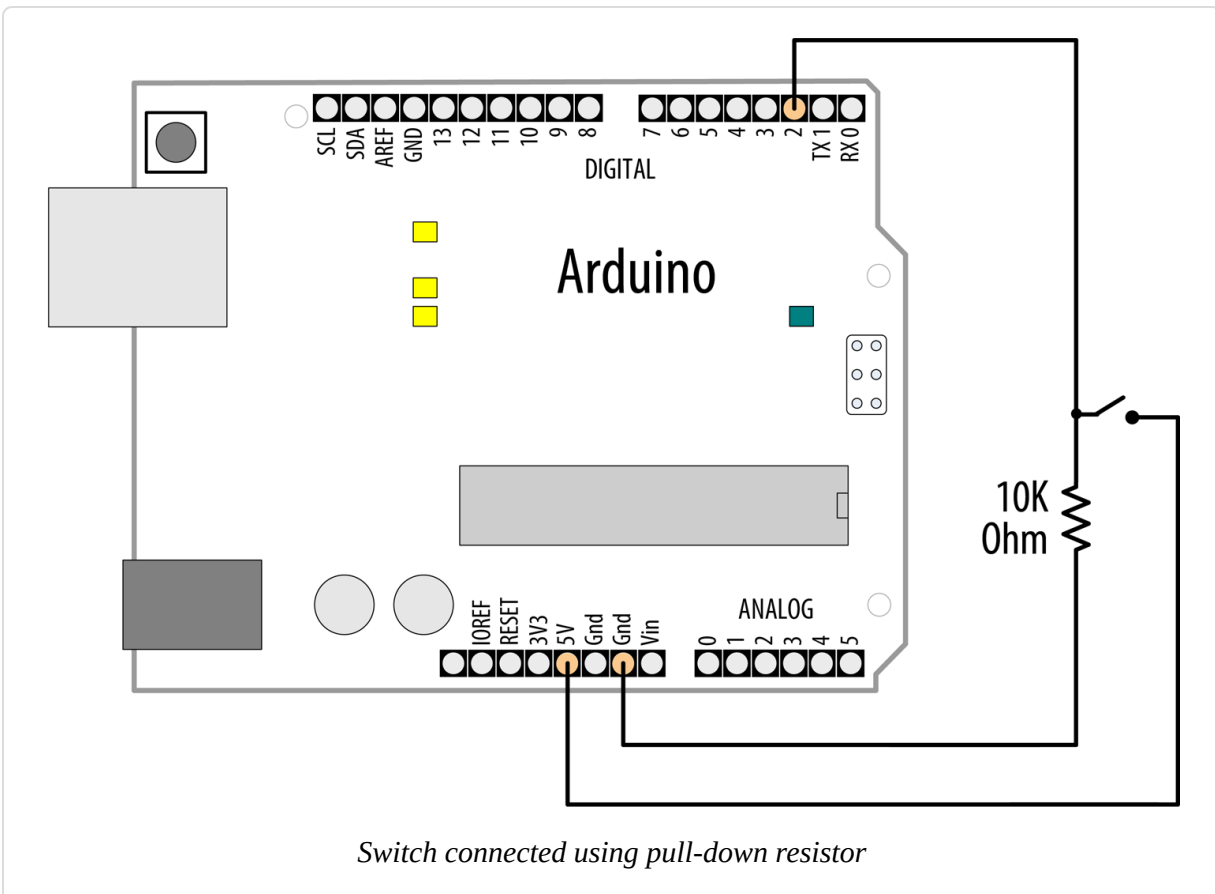 SCL
SDA
AREF
GND
13
12
11
10
9
8
7
6
5
4
3
2
TX 1
RX 0
DIGITAL
Arduino
10K
Ohm
ANALOG
IOREF
RESET
3V3
5V
Gnd
Gnd
Vin
0
1
2
3
4
5
Switch connected using pull-down resistor